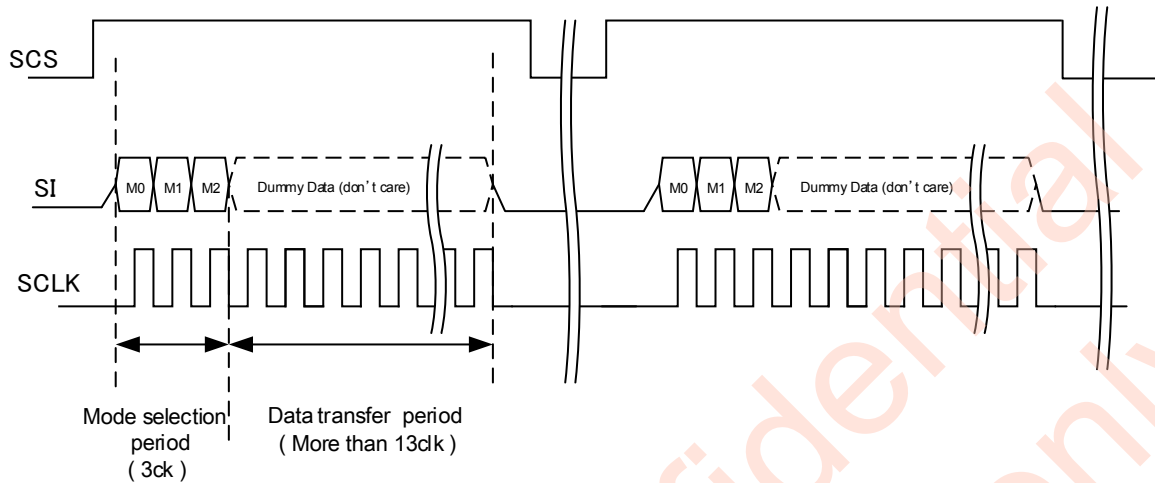 SCS
SI
M0 M1 M2 Dummy Data (don't care)
M0 M1 M2 Dummy Data (don't care)
SCLK
Mode selection
period
( 3ck )
Data transfer period
( More than 13clk )